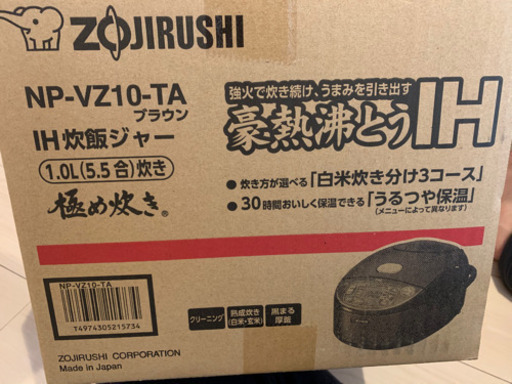 ZOJIRUSHI
NP-VZ10-TA
ブラウン
IH炊飯ジャー
1.0L(5.5合)炊き
極め炊き®
強火で炊き続け、うまみを引き出す
豪熱沸とうIH
● 炊き方が選べる「白米炊き分け3コース」
● 30時間おいしく保温できる「うるつや保温」
(メニューによって異なります)
NP-VZ10-TA
T4974305215734
クリーニング
熟成炊き
(白米・玄米)
黒まる
厚釜
ZOJIRUSHI CORPORATION
Made in Japan